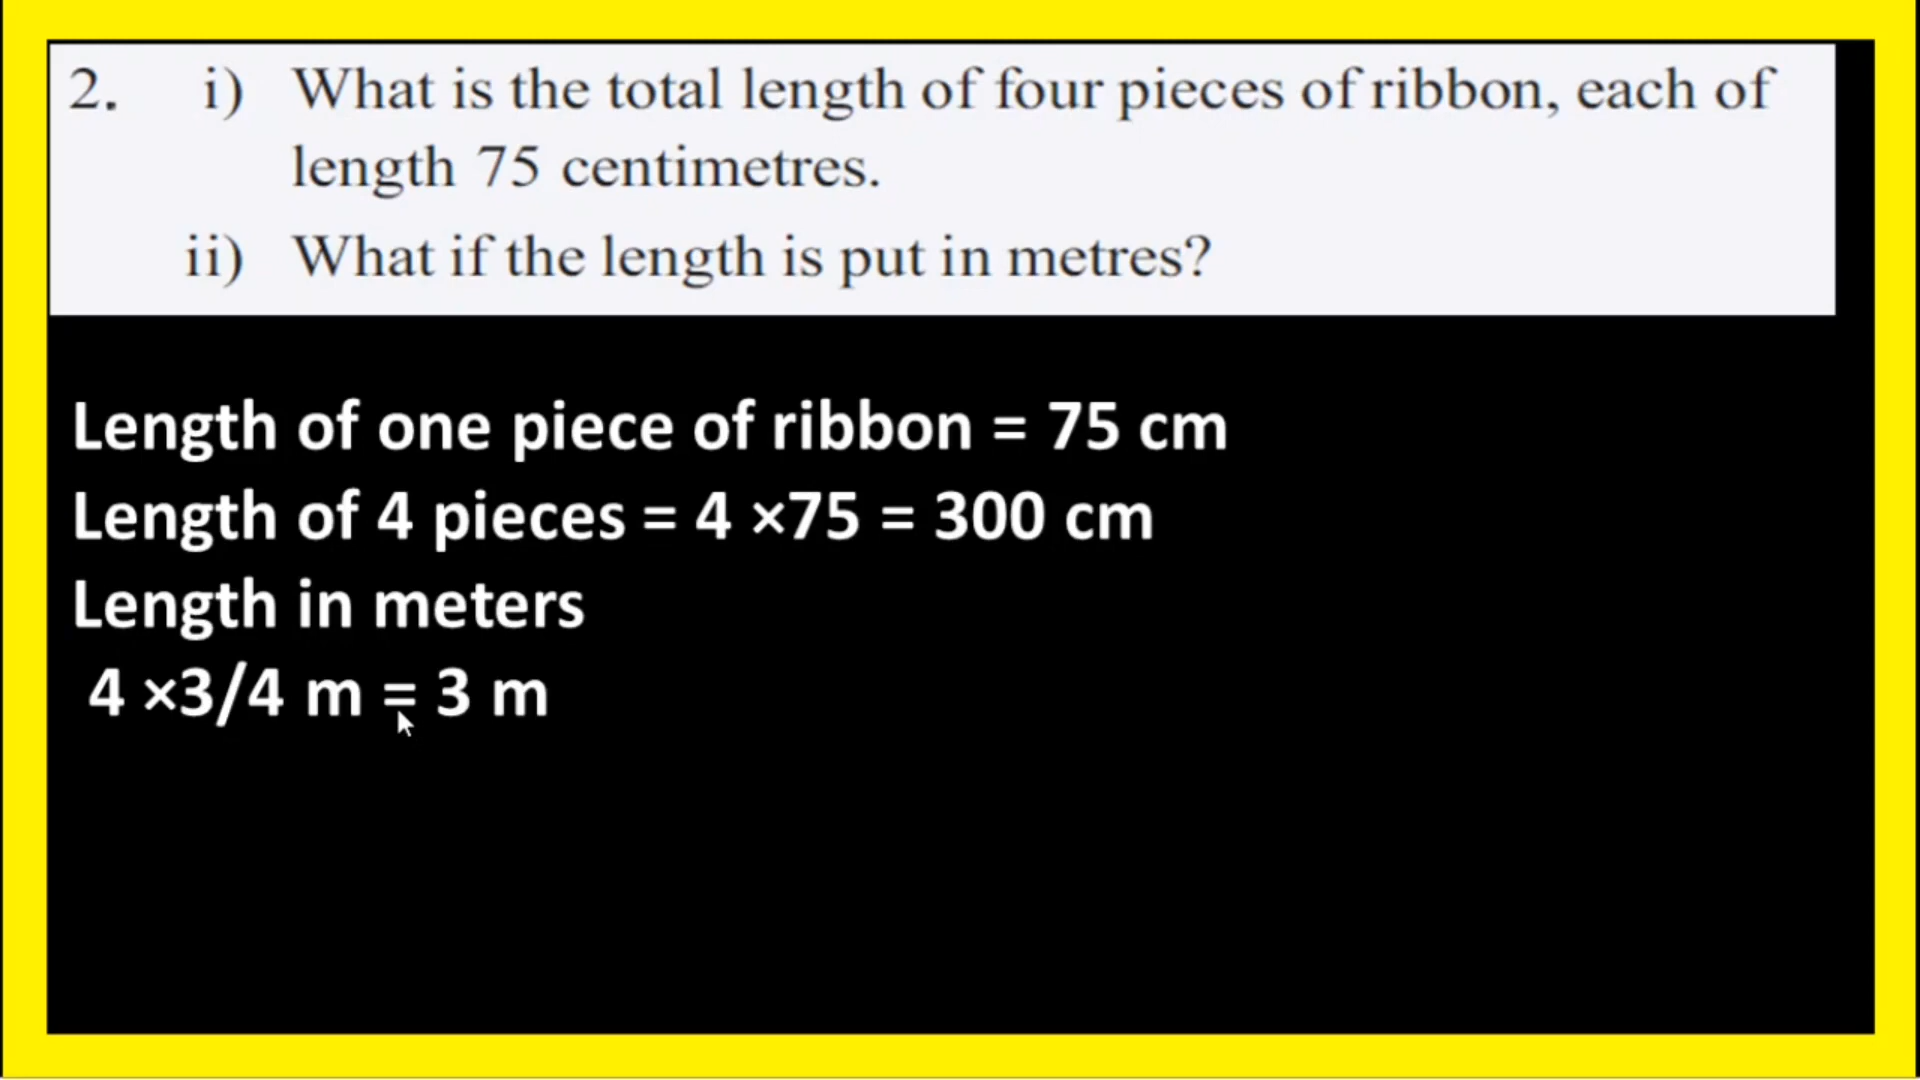 2. i) What is the total length of four pieces of ribbon, each of
length 75 centimetres.
ii) What if the length is put in metres?
Length of one piece of ribbon = 75 cm
Length of 4 pieces = 4 ×75 = 300 cm
Length in meters
4 ×3/4 m = 3 m